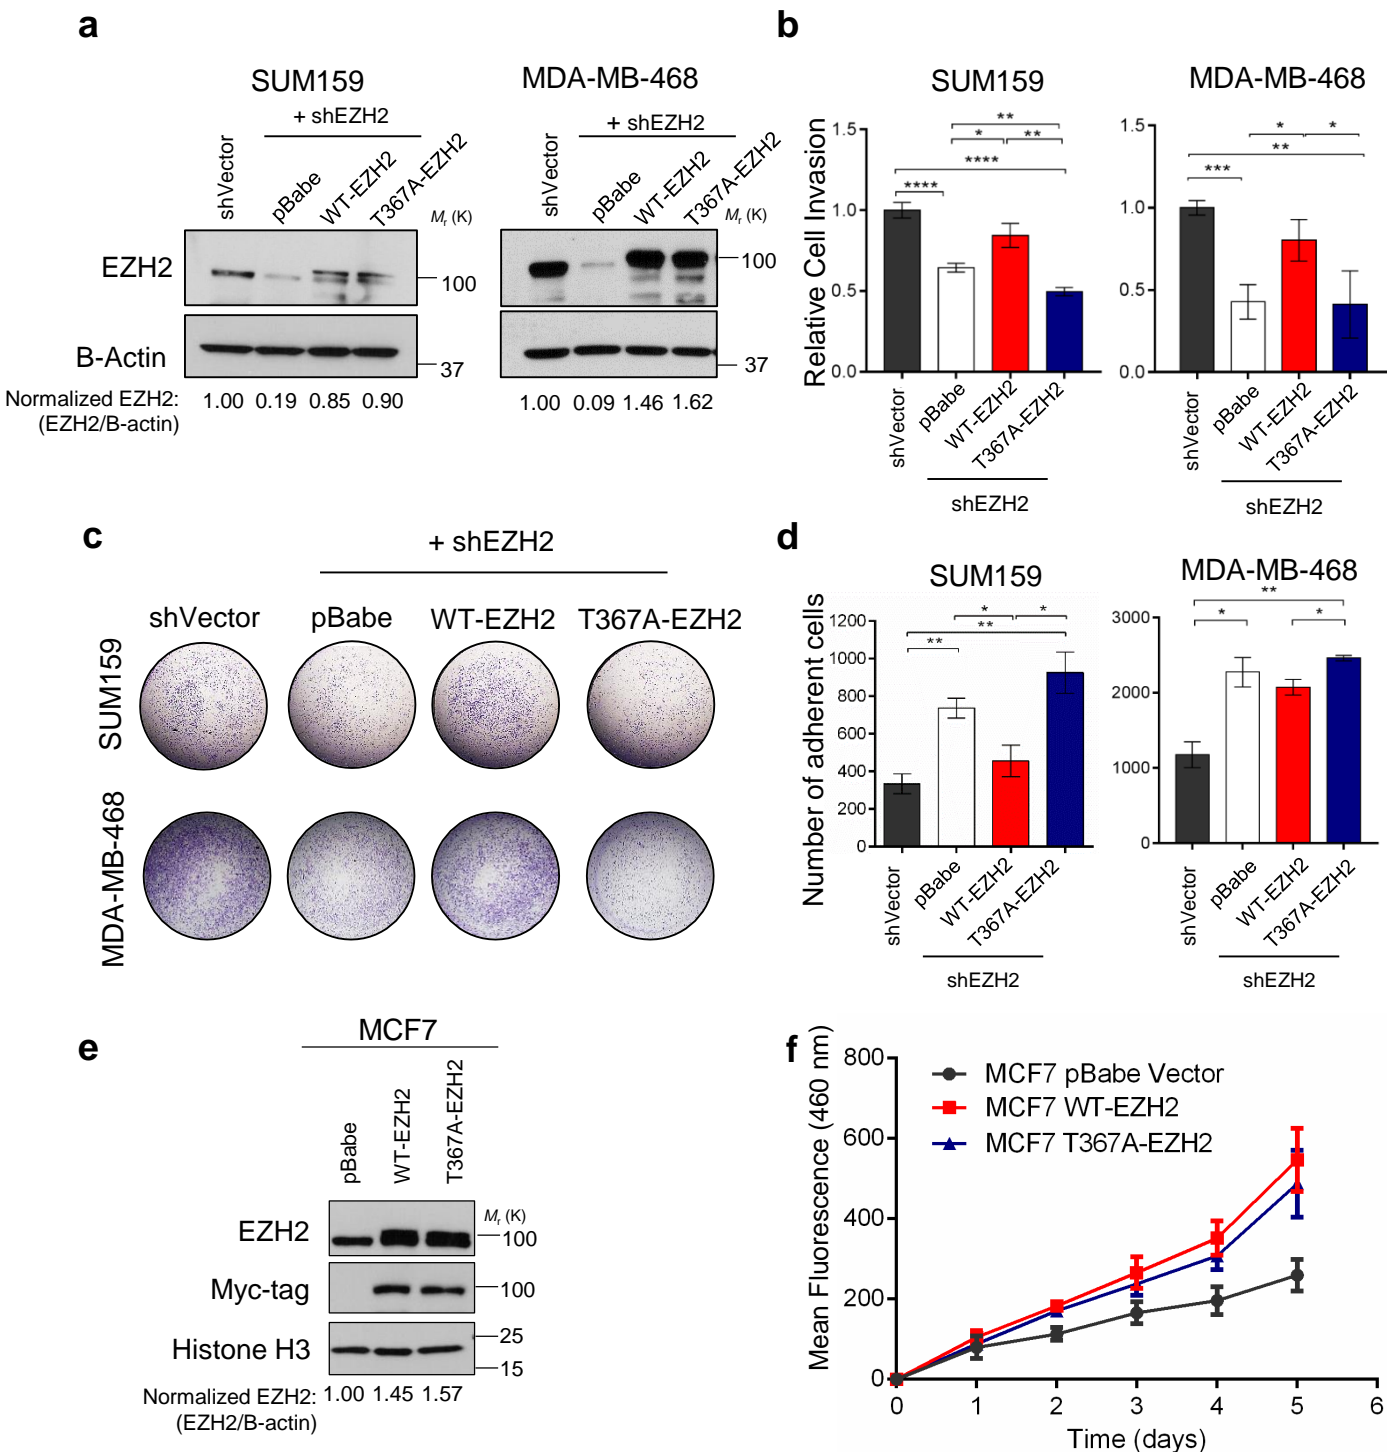 a
SUM159
+ shEZH2
shVector
pBabe
WT-EZH2
T367A-EZH2
Mr (K)
EZH2
100
B-Actin
37
Normalized EZH2:
(EZH2/B-actin)
1.00 0.19 0.85 0.90
MDA-MB-468
+ shEZH2
shVector
pBabe
WT-EZH2
T367A-EZH2
Mr (K)
100
37
1.00 0.09 1.46 1.62
b
SUM159
Relative Cell Invasion
1.5
1.0
0.5
0.0
**
* **
****
****
shVector
pBabe
WT-EZH2
T367A-EZH2
shEZH2
MDA-MB-468
1.5
1.0
0.5
0.0
* *
**
***
shVector
pBabe
WT-EZH2
T367A-EZH2
shEZH2
c
+ shEZH2
shVector pBabe WT-EZH2 T367A-EZH2
SUM159
MDA-MB-468
d
SUM159
Number of adherent cells
1200
1000
800
600
400
200
0
* *
**
**
shVector
pBabe
WT-EZH2
T367A-EZH2
shEZH2
MDA-MB-468
3000
2000
1000
0
**
* *
shVector
pBabe
WT-EZH2
T367A-EZH2
shEZH2
e
MCF7
pBabe
WT-EZH2
T367A-EZH2
Mr (K)
EZH2
100
Myc-tag
100
Histone H3
25
15
Normalized EZH2:
(EZH2/B-actin)
1.00 1.45 1.57
f
Mean Fluorescence (460 nm)
800
600
400
200
0
MCF7 pBabe Vector
MCF7 WT-EZH2
MCF7 T367A-EZH2
0 1 2 3 4 5 6
Time (days)